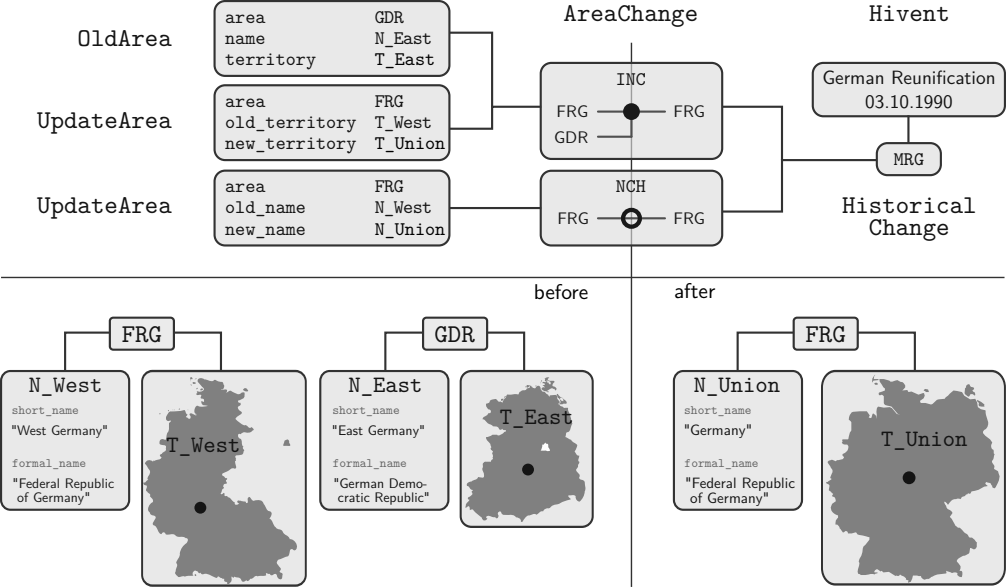 AreaChange
Hivent
OldArea
area GDR
name N_East
territory T_East
UpdateArea
area FRG
old_territory T_West
new_territory T_Union
UpdateArea
area FRG
old_name N_West
new_name N_Union
INC
FRG FRG
GDR
NCH
FRG FRG
German Reunification
03.10.1990
MRG
Historical
Change
before
after
FRG
N_West
short_name
"West Germany"
formal_name
"Federal Republic
of Germany"
T_West
GDR
N_East
short_name
"East Germany"
formal_name
"German Demo-
cratic Republic"
T_East
FRG
N_Union
short_name
"Germany"
formal_name
"Federal Republic
of Germany"
T_Union